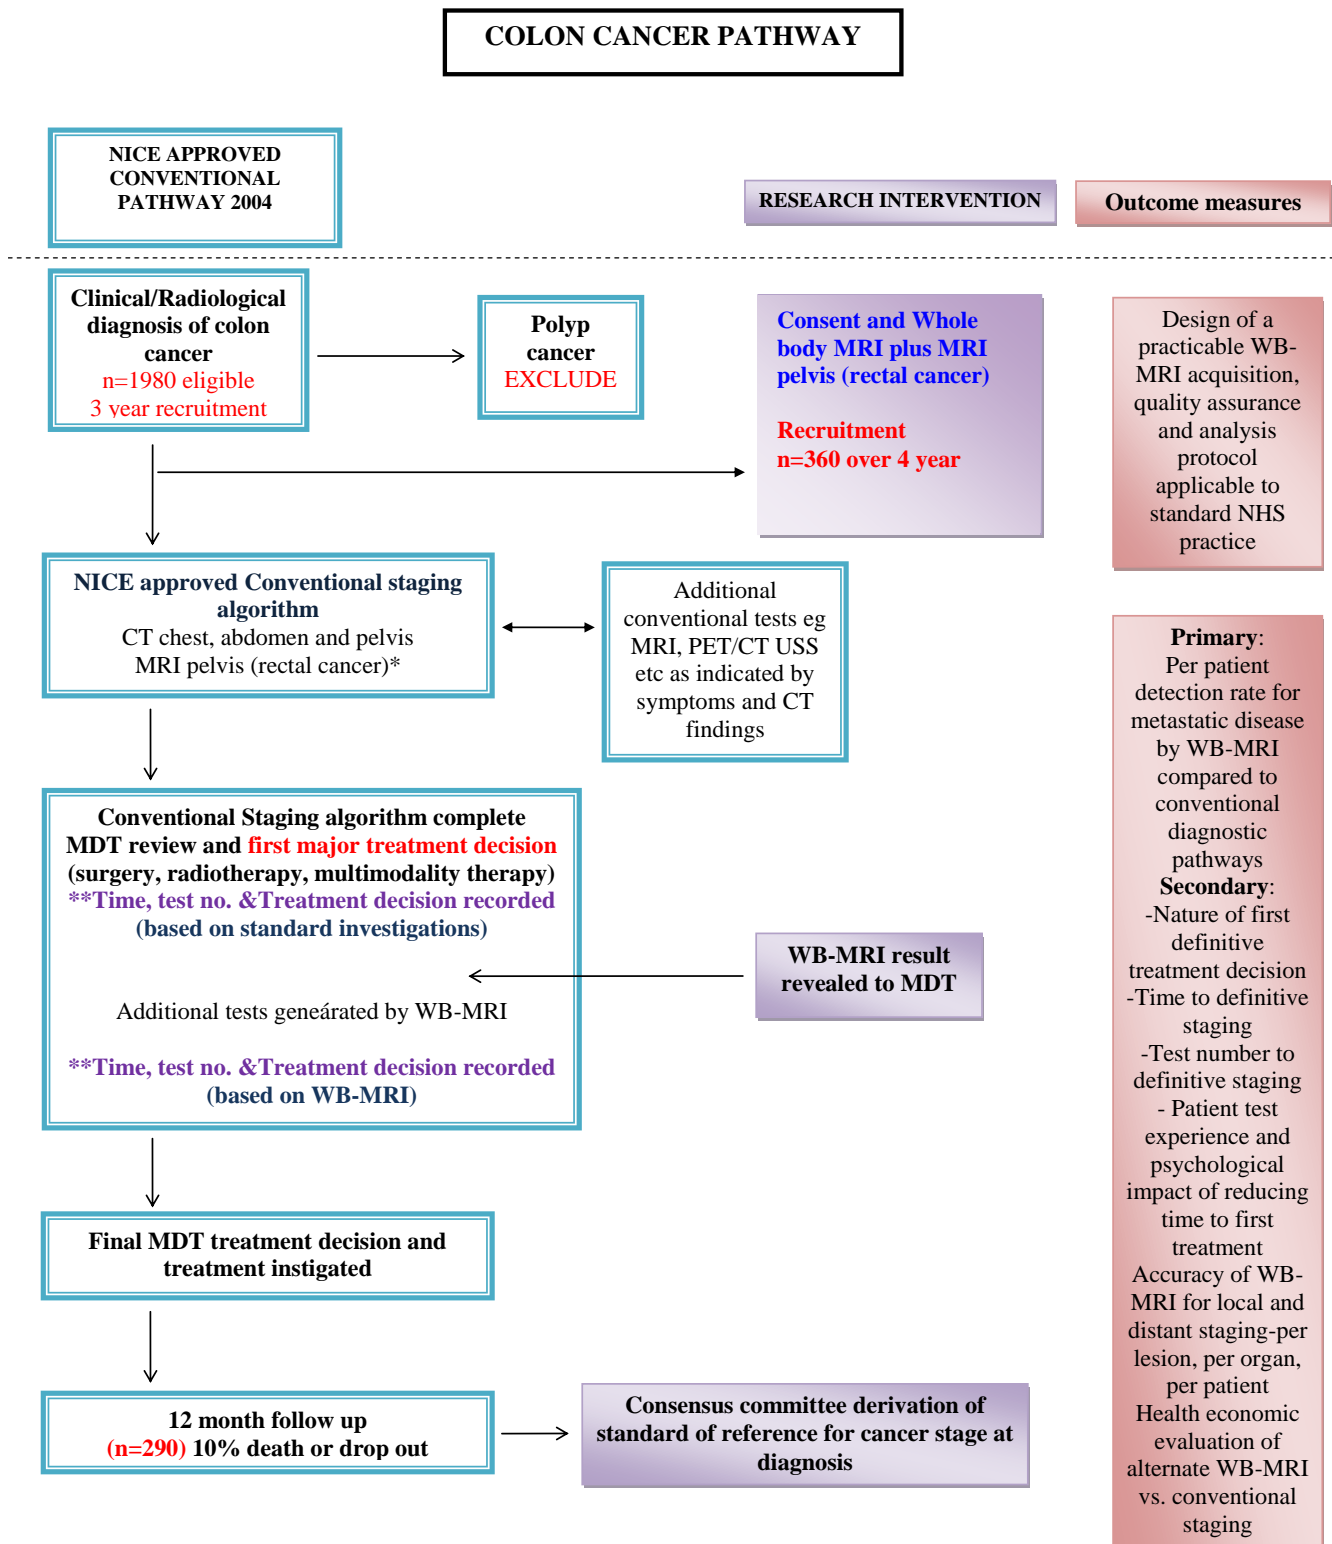 COLON CANCER PATHWAY
NICE APPROVED
CONVENTIONAL
PATHWAY 2004
RESEARCH INTERVENTION
Outcome measures
Clinical/Radiological
diagnosis of colon
cancer
n=1980 eligible
3 year recruitment
Polyp
cancer
EXCLUDE
Consent and Whole
body MRI plus MRI
pelvis (rectal cancer)
Recruitment
n=360 over 4 year
Design of a
practicable WB-
MRI acquisition,
quality assurance
and analysis
protocol
applicable to
standard NHS
practice
NICE approved Conventional staging
algorithm
CT chest, abdomen and pelvis
MRI pelvis (rectal cancer)*
Additional
conventional tests eg
MRI, PET/CT USS
etc as indicated by
symptoms and CT
findings
Conventional Staging algorithm complete
MDT review and first major treatment decision
(surgery, radiotherapy, multimodality therapy)
**Time, test no. &Treatment decision recorded
(based on standard investigations)
Additional tests geneárated by WB-MRI
**Time, test no. &Treatment decision recorded
(based on WB-MRI)
WB-MRI result
revealed to MDT
Final MDT treatment decision and
treatment instigated
12 month follow up
(n=290) 10% death or drop out
Consensus committee derivation of
standard of reference for cancer stage at
diagnosis
Primary:
Per patient
detection rate for
metastatic disease
by WB-MRI
compared to
conventional
diagnostic
pathways
Secondary:
-Nature of first
definitive
treatment decision
-Time to definitive
staging
-Test number to
definitive staging
- Patient test
experience and
psychological
impact of reducing
time to first
treatment
Accuracy of WB-
MRI for local and
distant staging-per
lesion, per organ,
per patient
Health economic
evaluation of
alternate WB-MRI
vs. conventional
staging